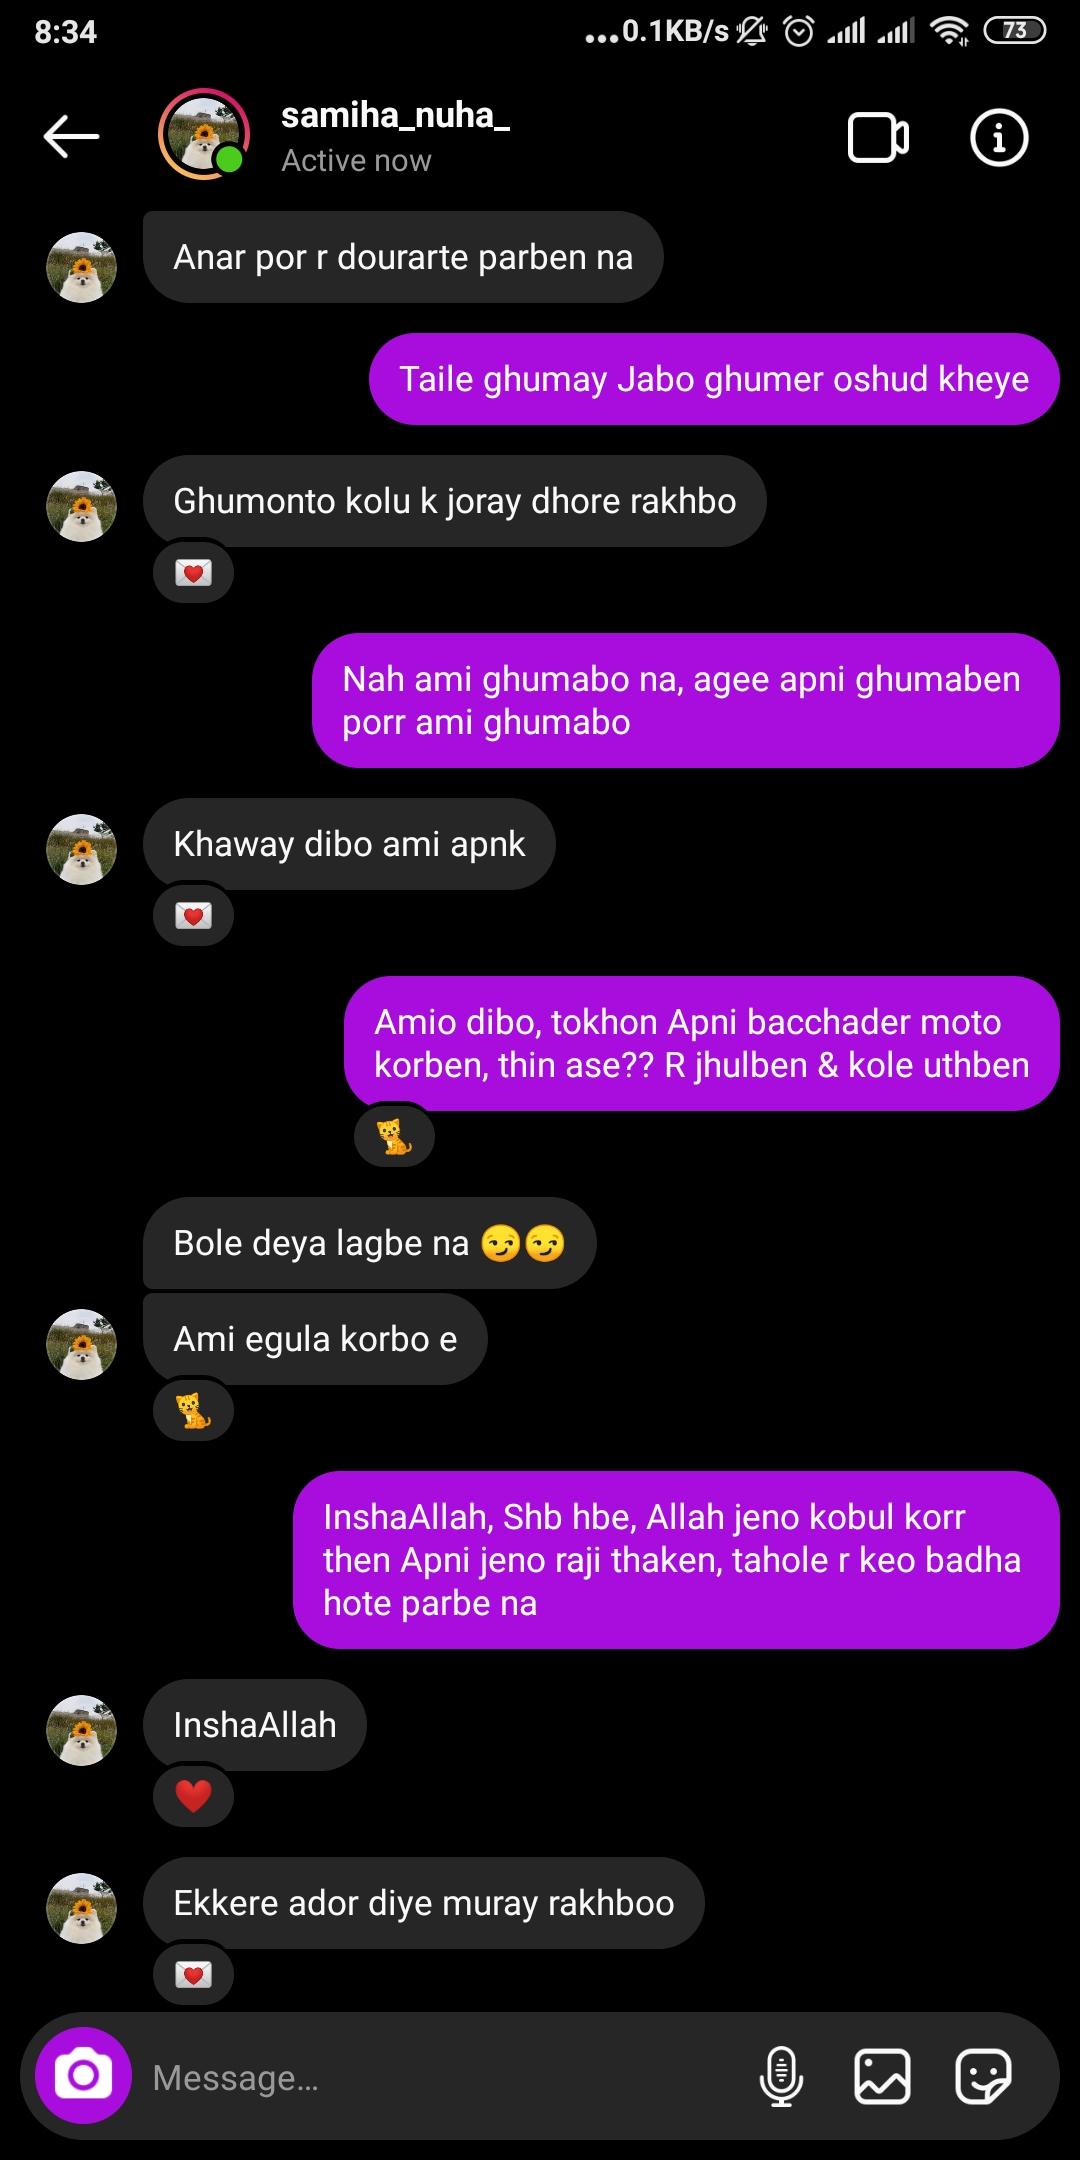 8:34
...0.1KB/s
73
samiha_nuha_
Active now
Anar por r dourarte parben na
Taile ghumay Jabo ghumer oshud kheye
Ghumonto kolu k joray dhore rakhbo
💌
Nah ami ghumabo na, agee apni ghumaben
porr ami ghumabo
Khaway dibo ami apnk
💌
Amio dibo, tokhon Apni bacchader moto
korben, thin ase?? R jhulben & kole uthben
🐈
Bole deya lagbe na 😏😏
Ami egula korbo e
🐈
InshaAllah, Shb hbe, Allah jeno kobul korr
then Apni jeno raji thaken, tahole r keo badha
hote parbe na
InshaAllah
❤️
Ekkere ador diye muray rakhboo
💌
Message...